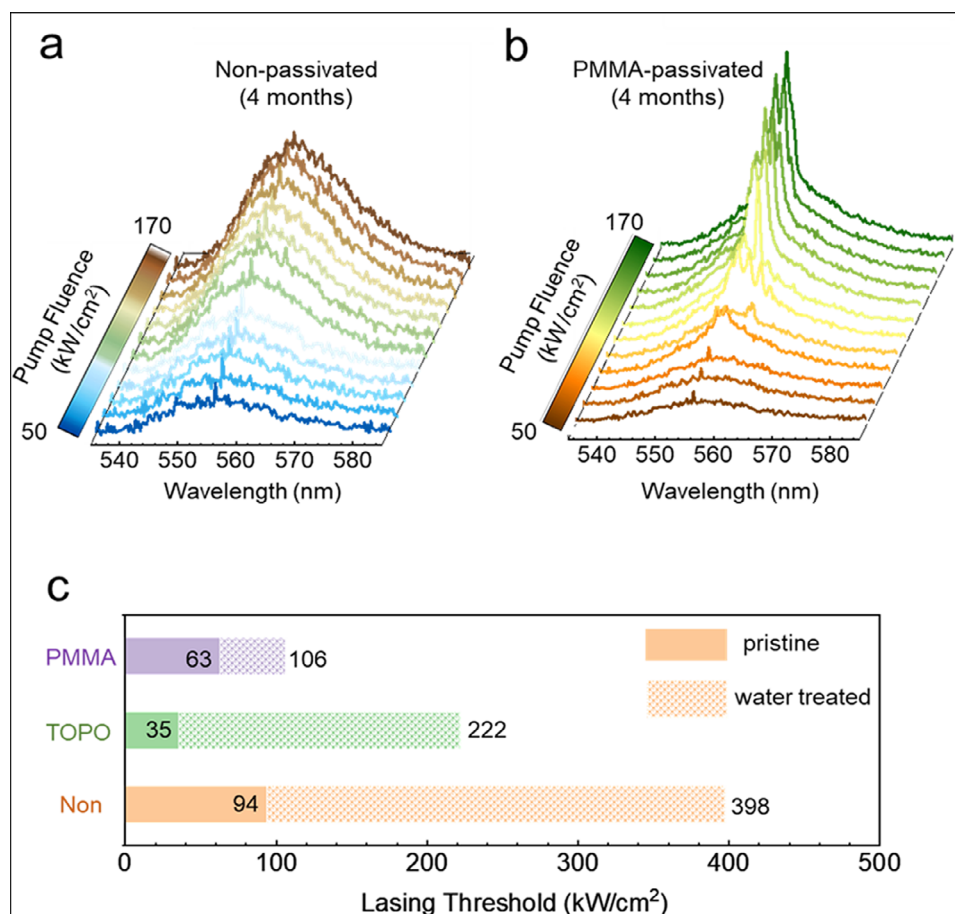 a
Non-passivated
(4 months)
170
Pump Fluence
(kW/cm²)
50
540 550 560 570 580
Wavelength (nm)
b
PMMA-passivated
(4 months)
170
Pump Fluence
(kW/cm²)
50
540 550 560 570 580
Wavelength (nm)
c
PMMA 63 106
pristine
water treated
TOPO 35 222
Non 94 398
0 100 200 300 400 500
Lasing Threshold (kW/cm²)